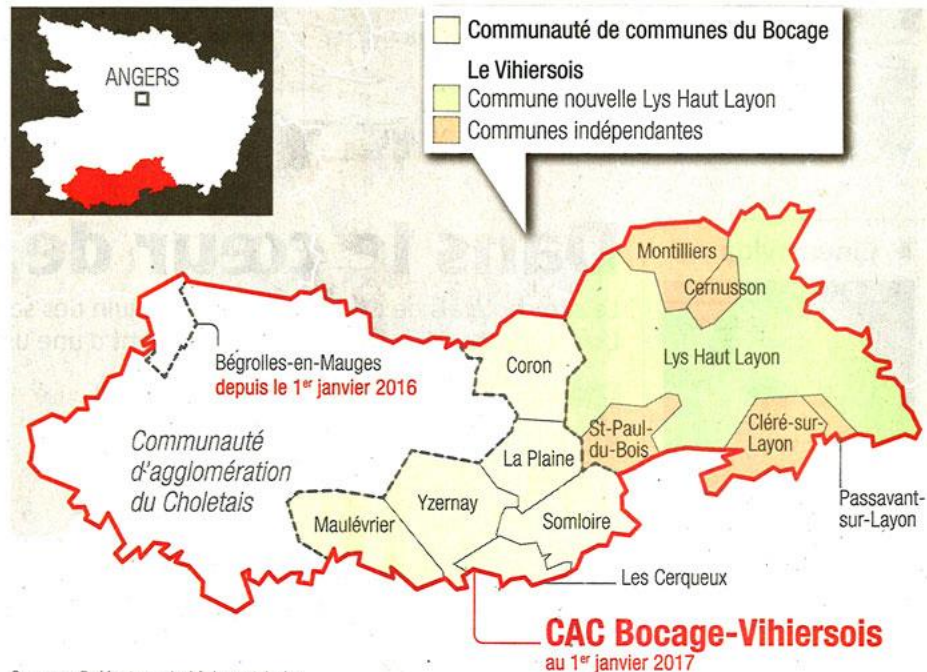 ANGERS
Communauté de communes du Bocage
Le Vihiersois
Commune nouvelle Lys Haut Layon
Communes indépendantes
Montilliers
Cernusson
Bégrolles-en-Mauges
depuis le 1er janvier 2016
Coron
Lys Haut Layon
Communauté
d'agglomération
du Choletais
St-Paul-
du-Bois
Cléré-sur-
Layon
La Plaine
Passavant-
sur-Layon
Maulévrier
Yzernay
Somloire
Les Cerqueux
CAC Bocage-Vihiersois
au 1er janvier 2017